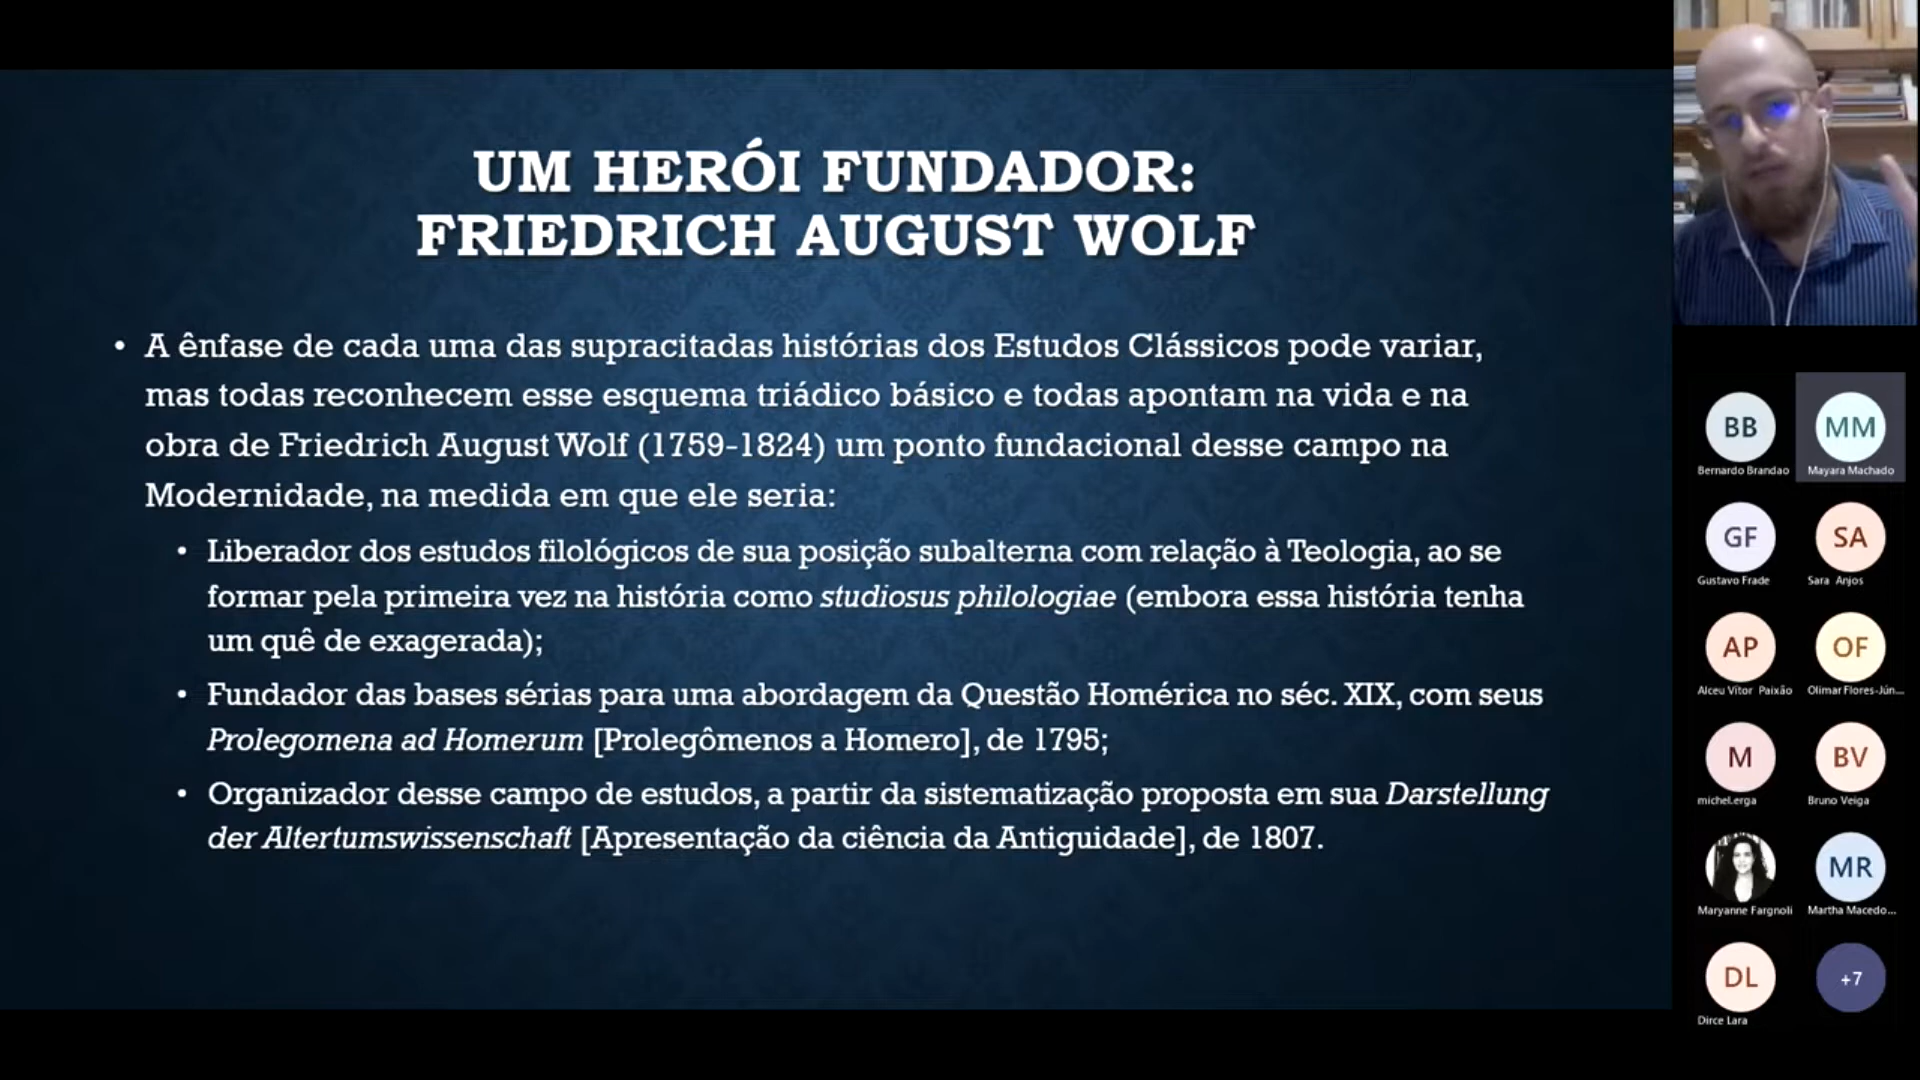 UM HERÓI FUNDADOR:
FRIEDRICH AUGUST WOLF
• A ênfase de cada uma das supracitadas histórias dos Estudos Clássicos pode variar,
mas todas reconhecem esse esquema triádico básico e todas apontam na vida e na
obra de Friedrich August Wolf (1759-1824) um ponto fundacional desse campo na
Modernidade, na medida em que ele seria:
• Liberador dos estudos filológicos de sua posição subalterna com relação à Teologia, ao se
formar pela primeira vez na história como studiosus philologiae (embora essa história tenha
um quê de exagerada);
• Fundador das bases sérias para uma abordagem da Questão Homérica no séc. XIX, com seus
Prolegomena ad Homerum [Prolegômenos a Homero], de 1795;
• Organizador desse campo de estudos, a partir da sistematização proposta em sua Darstellung
der Altertumswissenschaft [Apresentação da ciência da Antiguidade], de 1807.
BB MM
Bernardo Brandao Mayara Machado
GF SA
Gustavo Frade Sara Anjos
AP OF
Alceu Vitor Paixão Olimar Flores-Jún...
M BV
michel.erga Bruno Veiga
MR
Maryanne Fargnoli Martha Macedo...
DL +7
Dirce Lara